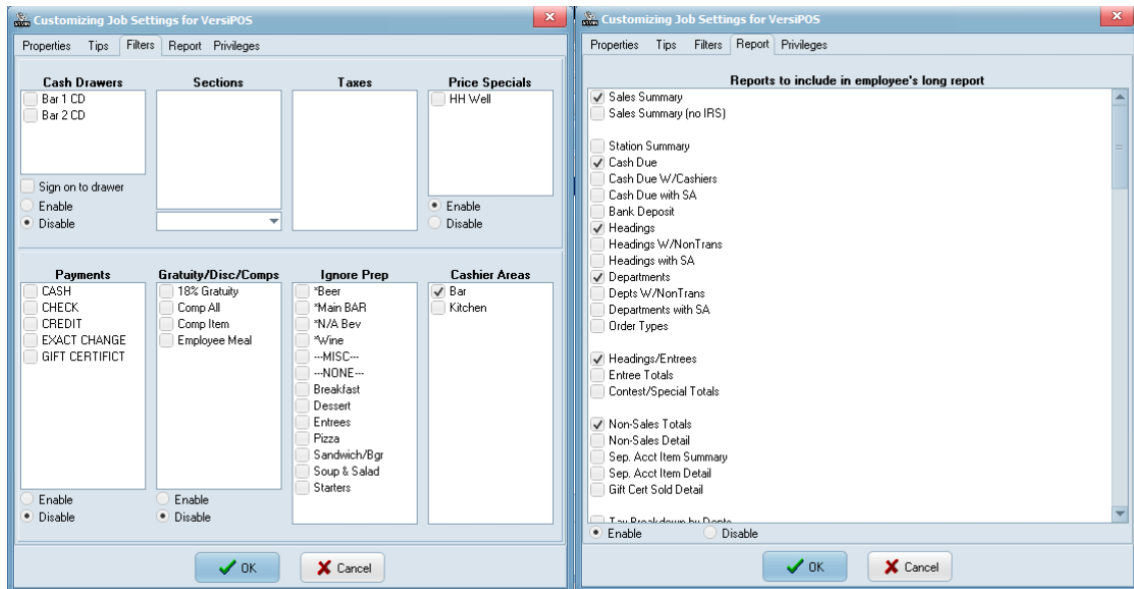 Customizing Job Settings for VersiPOS
Properties Tips Filters Report Privileges
Cash Drawers
Bar 1 CD
Bar 2 CD
Sign on to drawer
Enable
Disable
Sections
Taxes
Price Specials
HH Well
Enable
Disable
Payments
CASH
CHECK
CREDIT
EXACT CHANGE
GIFT CERTIFICT
Enable
Disable
Gratuity/Disc/Comps
18% Gratuity
Comp All
Comp Item
Employee Meal
Enable
Disable
Ignore Prep
*Beer
*Main BAR
*N/A Bev
*Wine
---MISC---
---NONE---
Breakfast
Dessert
Entrees
Pizza
Sandwich/Bgr
Soup & Salad
Starters
Cashier Areas
Bar
Kitchen
OK Cancel
Customizing Job Settings for VersiPOS
Properties Tips Filters Report Privileges
Reports to include in employee's long report
Sales Summary
Sales Summary (no IRS)
Station Summary
Cash Due
Cash Due W/Cashiers
Cash Due with SA
Bank Deposit
Headings
Headings W/NonTrans
Headings with SA
Departments
Depts W/NonTrans
Departments with SA
Order Types
Headings/Entrees
Entree Totals
Contest/Special Totals
Non-Sales Totals
Non-Sales Detail
Sep. Acct Item Summary
Sep. Acct Item Detail
Gift Cert Sold Detail
Tax Breakdown by Depts
Enable Disable
OK Cancel